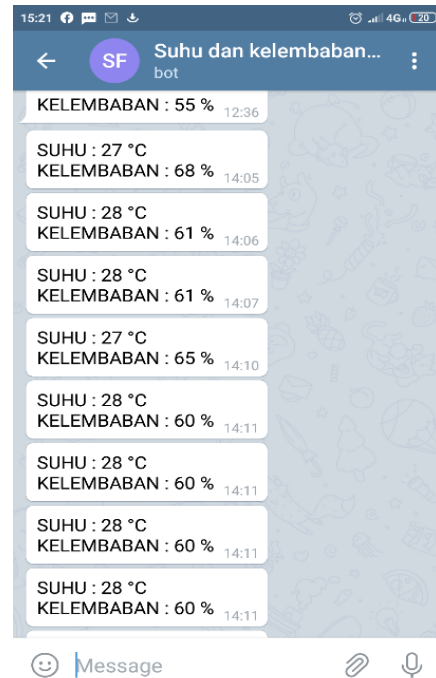 15:21 4G 20
SF Suhu dan kelembaban...
bot
KELEMBABAN : 55 % 12:36
SUHU : 27 °C
KELEMBABAN : 68 % 14:05
SUHU : 28 °C
KELEMBABAN : 61 % 14:06
SUHU : 28 °C
KELEMBABAN : 61 % 14:07
SUHU : 27 °C
KELEMBABAN : 65 % 14:10
SUHU : 28 °C
KELEMBABAN : 60 % 14:11
SUHU : 28 °C
KELEMBABAN : 60 % 14:11
SUHU : 28 °C
KELEMBABAN : 60 % 14:11
SUHU : 28 °C
KELEMBABAN : 60 % 14:11
Message